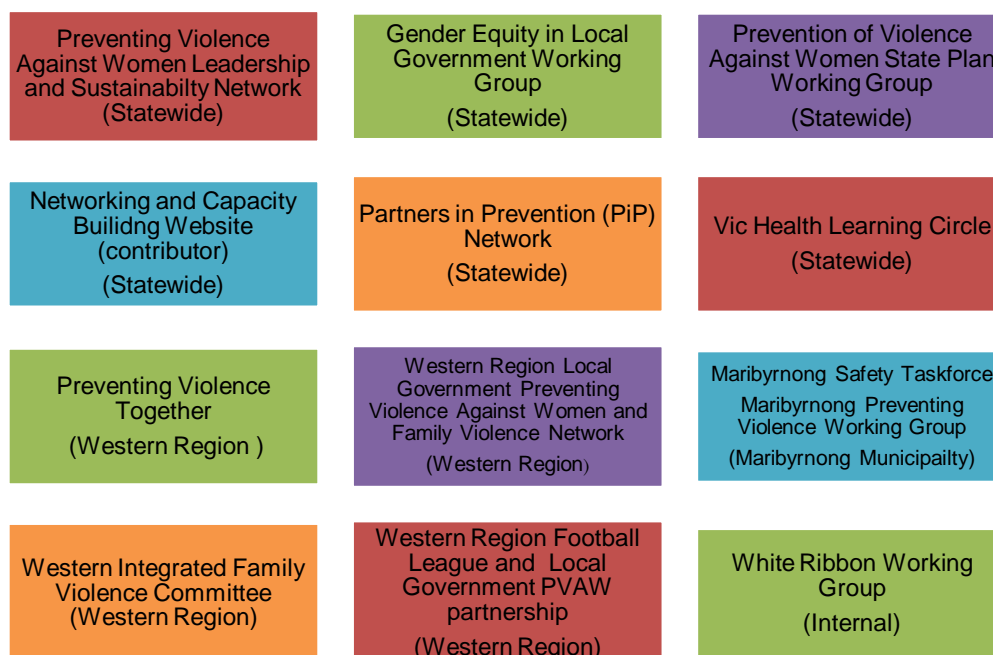 Preventing Violence
Against Women Leadership
and Sustainabilty Network
(Statewide)
Gender Equity in Local
Government Working
Group
(Statewide)
Prevention of Violence
Against Women State Plan
Working Group
(Statewide)
Networking and Capacity
Builidng Website
(contributor)
(Statewide)
Partners in Prevention (PiP)
Network
(Statewide)
Vic Health Learning Circle
(Statewide)
Preventing Violence
Together
(Western Region )
Western Region Local
Government Preventing
Violence Against Women and
Family Violence Network
(Western Region)
Maribyrnong Safety Taskforce
Maribyrnong Preventing
Violence Working Group
(Maribyrnong Municipailty)
Western Integrated Family
Violence Committee
(Western Region)
Western Region Football
League and Local
Government PVAW
partnership
(Western Region)
White Ribbon Working
Group
(Internal)